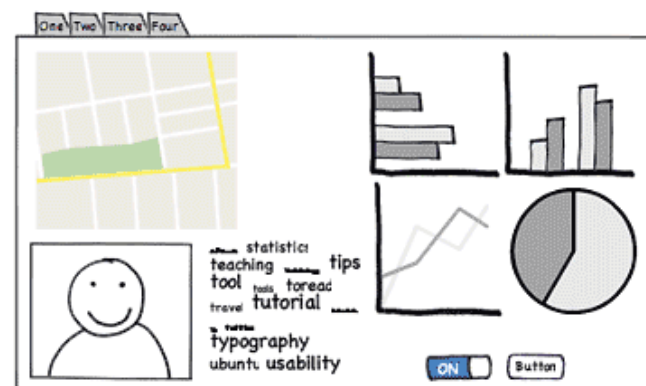 One Two Three Four
statistics
teaching tips
tool tools toread
travel tutorial
typography
ubuntu usability
ON Button